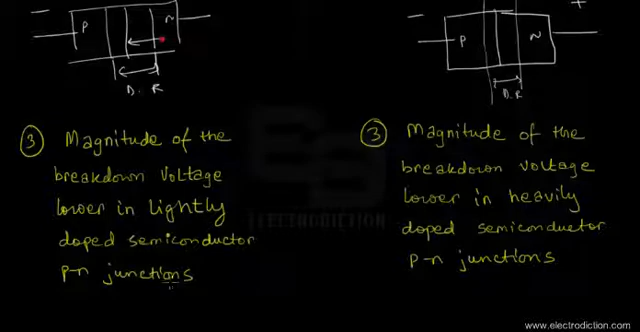 P
N
D. R
P
N
D. R
③ Magnitude of the
breakdown voltage
lower in lightly
doped semiconductor
p-n junctions
③ Magnitude of the
breakdown voltage
lower in heavily
doped semiconductor
p-n junctions
ELECTRODICTION
www.electrodiction.com